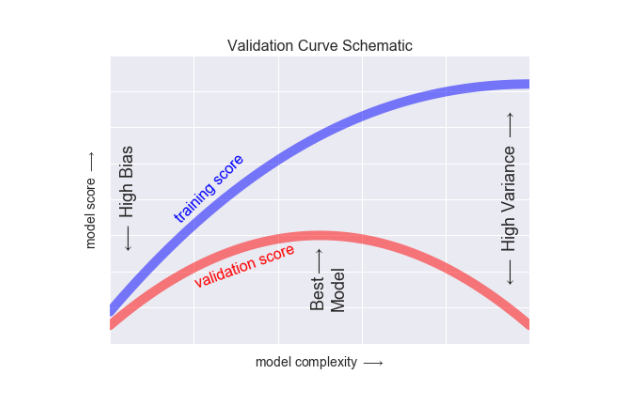 Validation Curve Schematic
model score ⟶
⟵ High Bias
training score
validation score
Best ⟶
Model
⟵ High Variance ⟶
model complexity ⟶